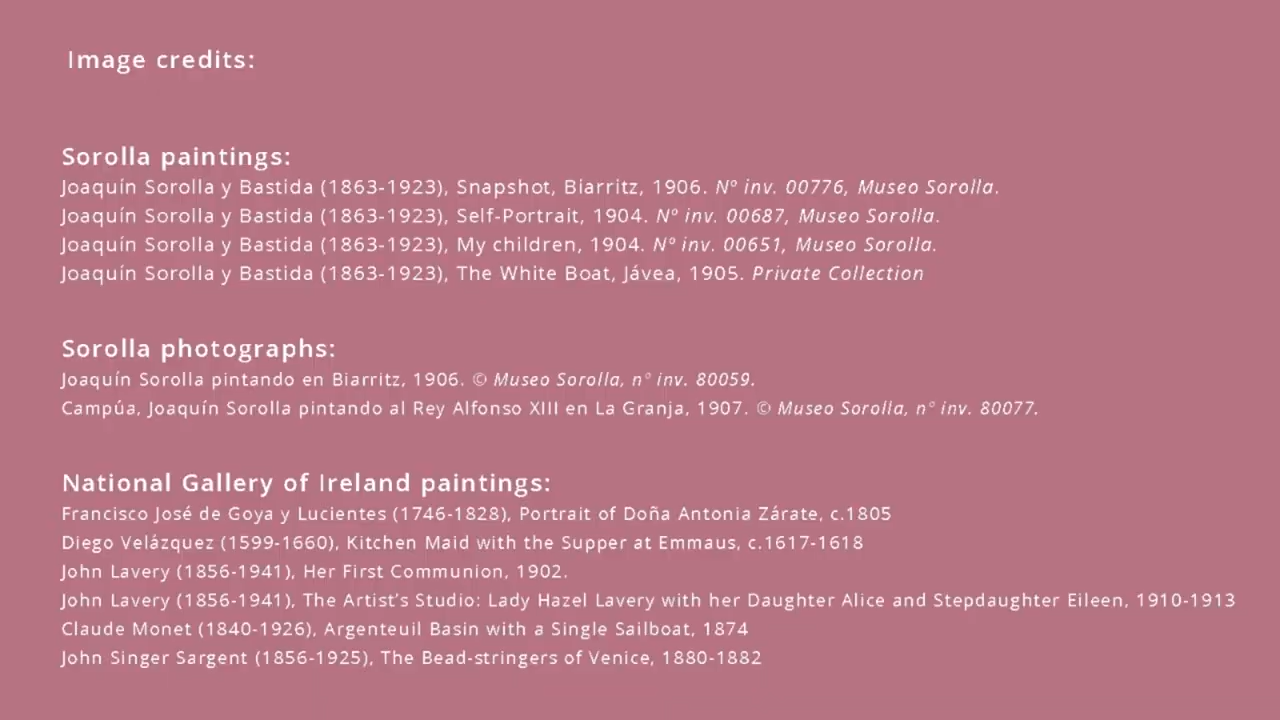 Image credits:
Sorolla paintings:
Joaquín Sorolla y Bastida (1863-1923), Snapshot, Biarritz, 1906. Nº inv. 00776, Museo Sorolla.
Joaquín Sorolla y Bastida (1863-1923), Self-Portrait, 1904. Nº inv. 00687, Museo Sorolla.
Joaquín Sorolla y Bastida (1863-1923), My children, 1904. Nº inv. 00651, Museo Sorolla.
Joaquín Sorolla y Bastida (1863-1923), The White Boat, Jávea, 1905. Private Collection
Sorolla photographs:
Joaquín Sorolla pintando en Biarritz, 1906. © Museo Sorolla, n° inv. 80059.
Campúa, Joaquín Sorolla pintando al Rey Alfonso XIII en La Granja, 1907. © Museo Sorolla, n° inv. 80077.
National Gallery of Ireland paintings:
Francisco José de Goya y Lucientes (1746-1828), Portrait of Doña Antonia Zárate, c.1805
Diego Velázquez (1599-1660), Kitchen Maid with the Supper at Emmaus, c.1617-1618
John Lavery (1856-1941), Her First Communion, 1902.
John Lavery (1856-1941), The Artist’s Studio: Lady Hazel Lavery with her Daughter Alice and Stepdaughter Eileen, 1910-1913
Claude Monet (1840-1926), Argenteuil Basin with a Single Sailboat, 1874
John Singer Sargent (1856-1925), The Bead-stringers of Venice, 1880-1882